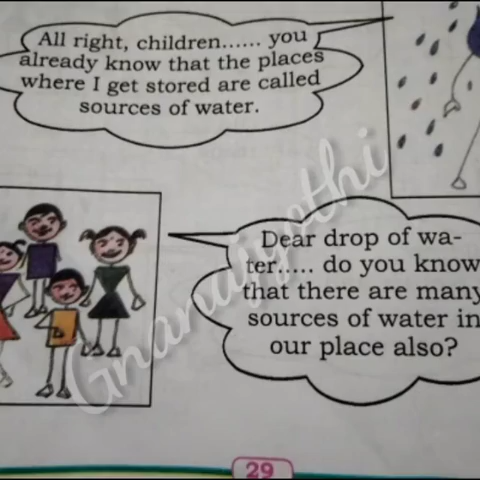 All right, children...... you
already know that the places
where I get stored are called
sources of water.
Dear drop of wa-
ter..... do you know
that there are many
sources of water in
our place also?
Gnanajyothi
29